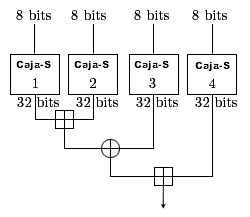 8 bits 8 bits 8 bits 8 bits
Caja-S Caja-S Caja-S Caja-S
1 2 3 4
32 bits 32 bits 32 bits 32 bits